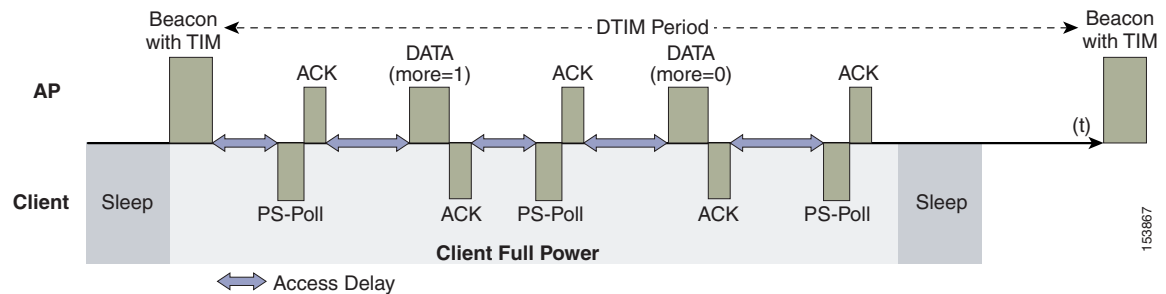 Beacon
with TIM
DTIM Period
Beacon
with TIM
ACK
DATA
(more=1)
ACK
DATA
(more=0)
ACK
AP
(t)
Client
Sleep
PS-Poll
ACK
PS-Poll
ACK
PS-Poll
Sleep
Client Full Power
Access Delay
153867